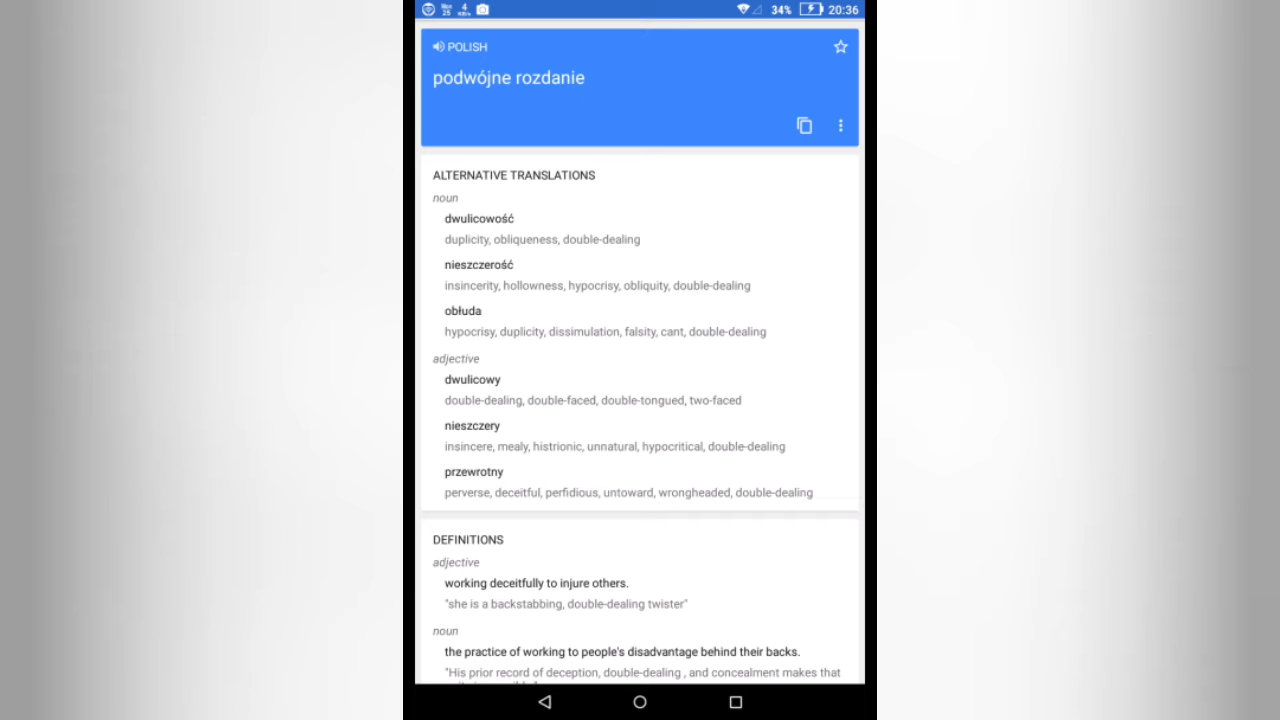 34% 20:36
POLISH
podwójne rozdanie
ALTERNATIVE TRANSLATIONS
noun
dwulicowość
duplicity, obliqueness, double-dealing
nieszczerość
insincerity, hollowness, hypocrisy, obliquity, double-dealing
obłuda
hypocrisy, duplicity, dissimulation, falsity, cant, double-dealing
adjective
dwulicowy
double-dealing, double-faced, double-tongued, two-faced
nieszczery
insincere, mealy, histrionic, unnatural, hypocritical, double-dealing
przewrotny
perverse, deceitful, perfidious, untoward, wrongheaded, double-dealing
DEFINITIONS
adjective
working deceitfully to injure others.
"she is a backstabbing, double-dealing twister"
noun
the practice of working to people's disadvantage behind their backs.
"His prior record of deception, double-dealing , and concealment makes that